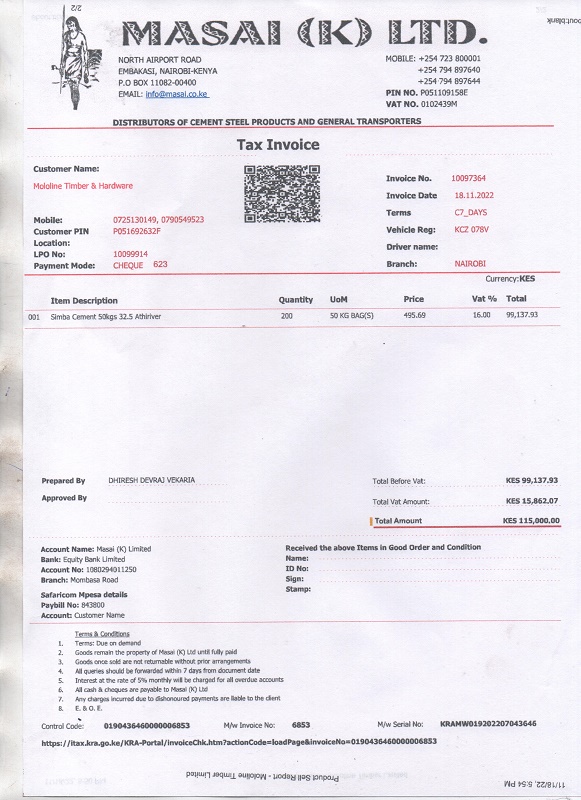 2/2
out:blank
MASAI (K) LTD.
NORTH AIRPORT ROAD
EMBAKASI, NAIROBI-KENYA
P.O BOX 11082-00400
EMAIL: info@masai.co.ke
MOBILE: +254 723 800001
+254 794 897640
+254 794 897644
PIN NO. P051109158E
VAT NO. 0102439M
DISTRIBUTORS OF CEMENT STEEL PRODUCTS AND GENERAL TRANSPORTERS
Tax Invoice
Customer Name:
Mololine Timber & Hardware
Mobile: 0725130149, 0790549523
Customer PIN P051692632F
Location:
LPO No: 10099914
Payment Mode: CHEQUE 623
Invoice No. 10097364
Invoice Date 18.11.2022
Terms C7_DAYS
Vehicle Reg: KCZ 078V
Driver name:
Branch: NAIROBI
Currency:KES
Item Description Quantity UoM Price Vat % Total
001 Simba Cement 50kgs 32.5 Athiriver 200 50 KG BAG(S) 495.69 16.00 99,137.93
Prepared By DHIRESH DEVRAJ VEKARIA
Approved By
Total Before Vat: KES 99,137.93
Total Vat Amount: KES 15,862.07
Total Amount KES 115,000.00
Account Name: Masai (K) Limited
Bank: Equity Bank Limited
Account No: 1080294011250
Branch: Mombasa Road
Safaricom Mpesa details
Paybill No: 843800
Account: Customer Name
Received the above Items in Good Order and Condition
Name:
ID No:
Sign:
Stamp:
Terms & Conditions
1. Terms: Due on demand
2. Goods remain the property of Masai (K) Ltd until fully paid
3. Goods once sold are not returnable without prior arrangements
4. All queries should be forwarded within 7 days from document date
5. Interest at the rate of 5% monthly will be charged for all overdue accounts
6. All cash & cheques are payable to Masai (K) Ltd
7. Any charges incurred due to dishonoured payments are liable to the client
8. E. & O. E.
Control Code: 0190436460000006853 M/w Invoice No: 6853 M/w Serial No: KRAMW019202207043646
https://itax.kra.go.ke/KRA-Portal/invoiceChk.htm?actionCode=loadPage&invoiceNo=0190436460000006853
Product Sell Report - Mololine Timber Limited
11/18/22, 5:54 PM